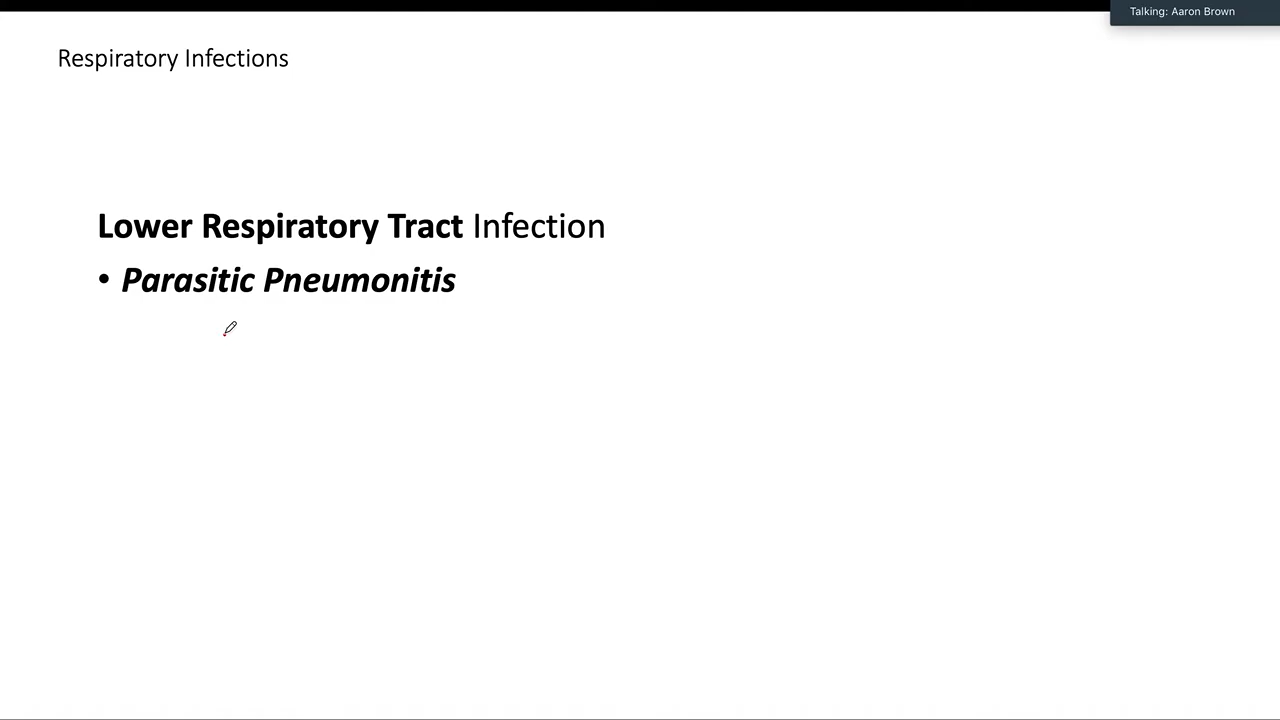 Talking: Aaron Brown
Respiratory Infections
Lower Respiratory Tract Infection
• Parasitic Pneumonitis